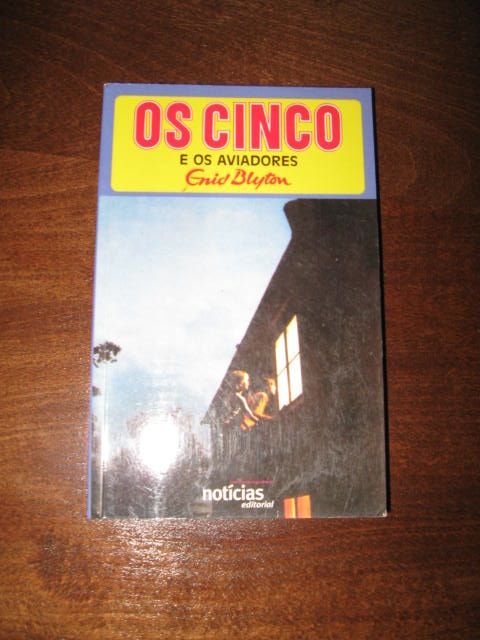 OS CINCO
E OS AVIADORES
Enid Blyton
notícias
editorial